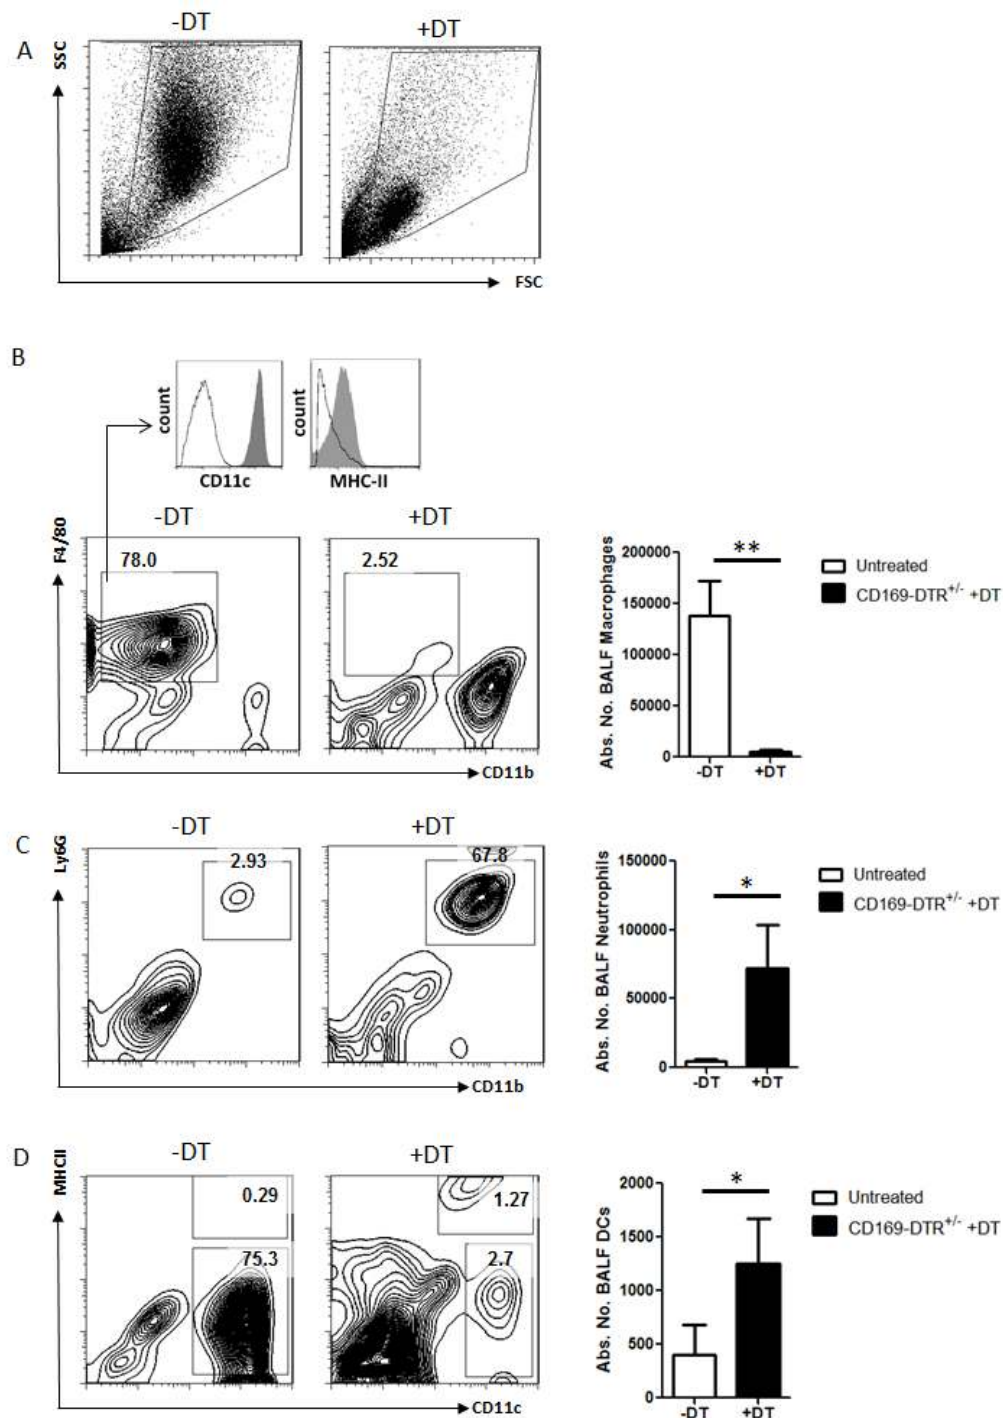 A
-DT
+DT
SSC
FSC
B
count
CD11c
count
MHC-II
-DT
+DT
F4/80
78.0
2.52
CD11b
Abs. No. BALF Macrophages
200000
150000
100000
50000
0
-DT
+DT
**
Untreated
CD169-DTR+/- +DT
C
-DT
+DT
Ly6G
2.93
67.8
CD11b
Abs. No. BALF Neutrophils
150000
100000
50000
0
-DT
+DT
*
Untreated
CD169-DTR+/- +DT
D
-DT
+DT
MHCII
0.29
75.3
1.27
2.7
CD11c
Abs. No. BALF DCs
2000
1500
1000
500
0
-DT
+DT
*
Untreated
CD169-DTR+/- +DT